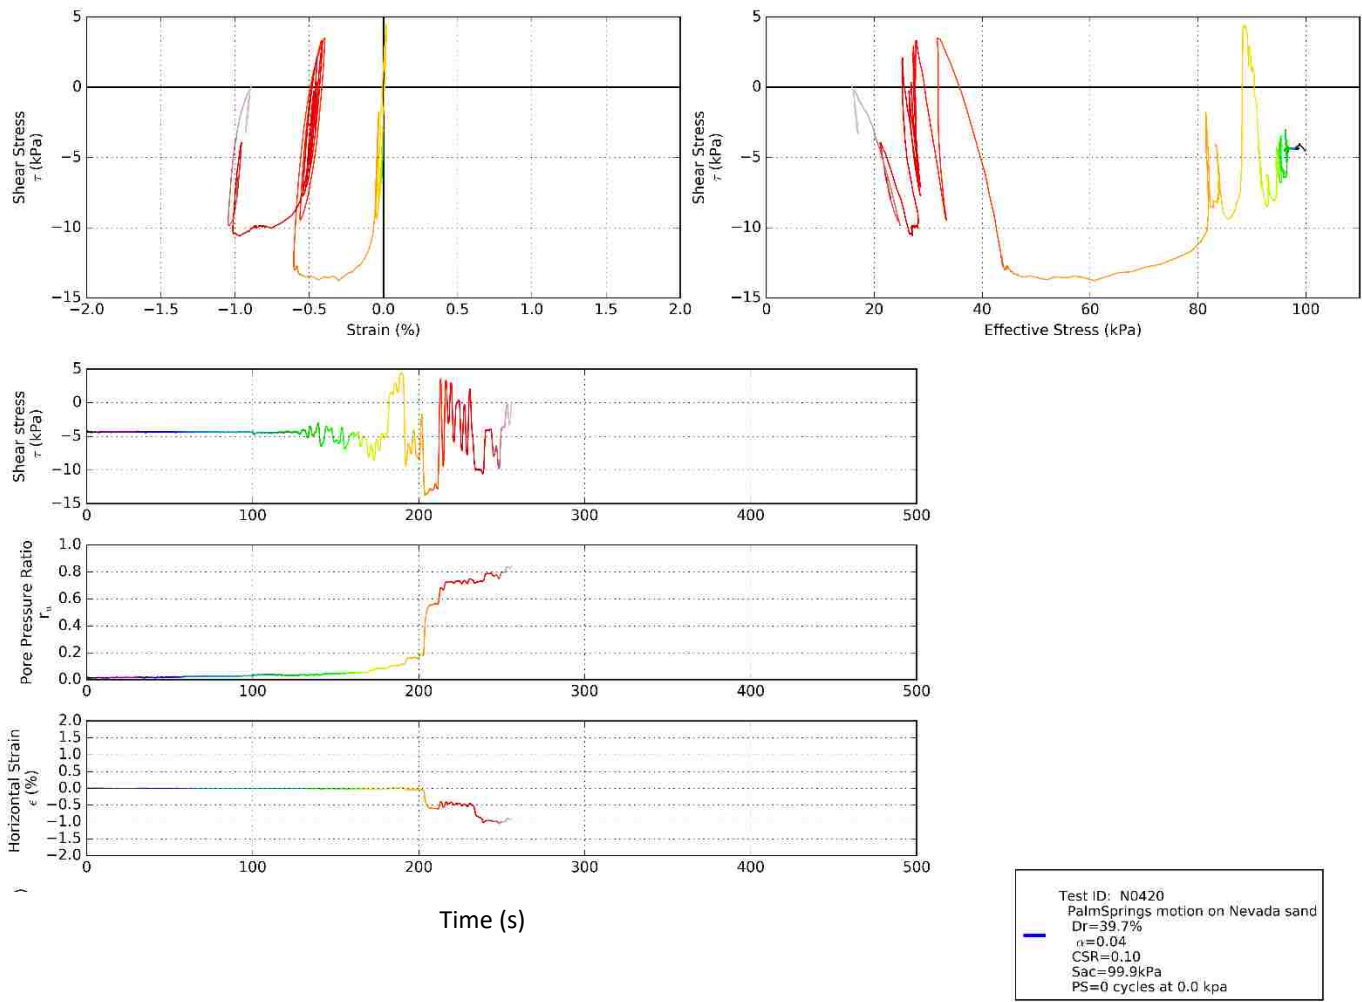 5
0
−5
−10
−15
Shear Stress
τ (kPa)
−2.0 −1.5 −1.0 −0.5 0.0 0.5 1.0 1.5 2.0
Strain (%)
5
0
−5
−10
−15
Shear Stress
τ (kPa)
0 20 40 60 80 100
Effective Stress (kPa)
5
0
−5
−10
−15
Shear stress
τ (kPa)
0 100 200 300 400 500
1.0
0.8
0.6
0.4
0.2
0.0
Pore Pressure Ratio
ru
0 100 200 300 400 500
2.0
1.5
1.0
0.5
0.0
−0.5
−1.0
−1.5
−2.0
Horizontal Strain
ϵ (%)
0 100 200 300 400 500
Time (s)
Test ID: N0420
PalmSprings motion on Nevada sand
Dr=39.7%
α=0.04
CSR=0.10
Sac=99.9kPa
PS=0 cycles at 0.0 kpa